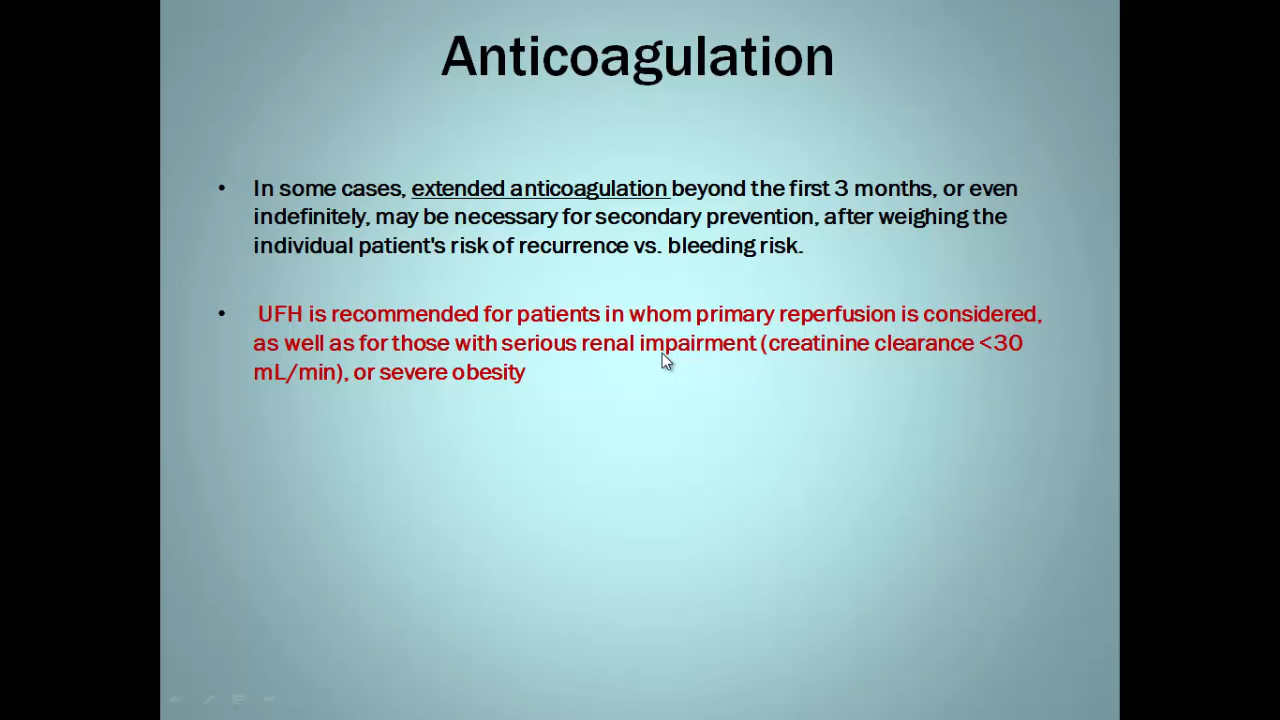 Anticoagulation
• In some cases, extended anticoagulation beyond the first 3 months, or even
indefinitely, may be necessary for secondary prevention, after weighing the
individual patient's risk of recurrence vs. bleeding risk.
• UFH is recommended for patients in whom primary reperfusion is considered,
as well as for those with serious renal impairment (creatinine clearance <30
mL/min), or severe obesity